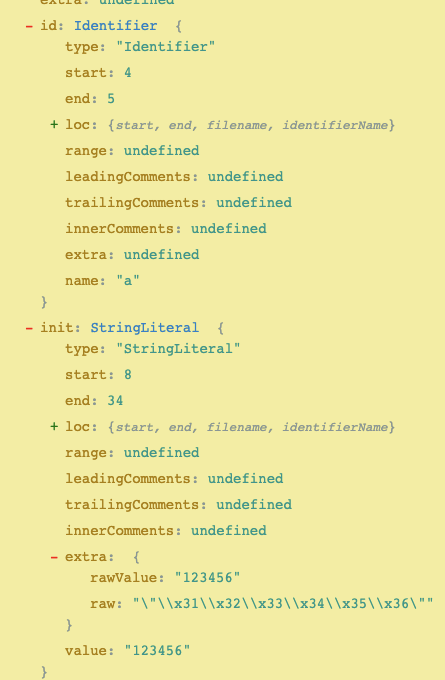 extra: undefined
- id: Identifier {
type: "Identifier"
start: 4
end: 5
+ loc: {start, end, filename, identifierName}
range: undefined
leadingComments: undefined
trailingComments: undefined
innerComments: undefined
extra: undefined
name: "a"
}
- init: StringLiteral {
type: "StringLiteral"
start: 8
end: 34
+ loc: {start, end, filename, identifierName}
range: undefined
leadingComments: undefined
trailingComments: undefined
innerComments: undefined
- extra: {
rawValue: "123456"
raw: "\"\\x31\\x32\\x33\\x34\\x35\\x36\""
}
value: "123456"
}